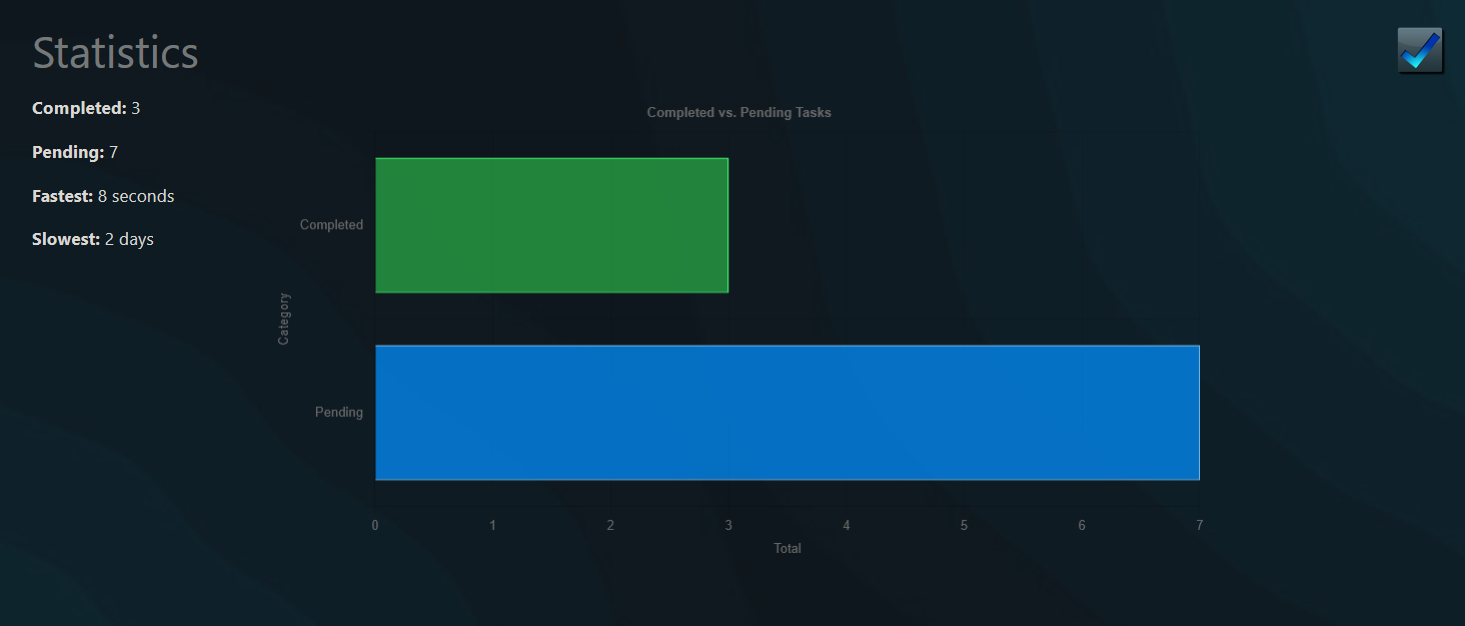 Statistics
Completed: 3
Pending: 7
Fastest: 8 seconds
Slowest: 2 days
Completed vs. Pending Tasks
Completed
Category
Pending
0 1 2 3 4 5 6 7
Total